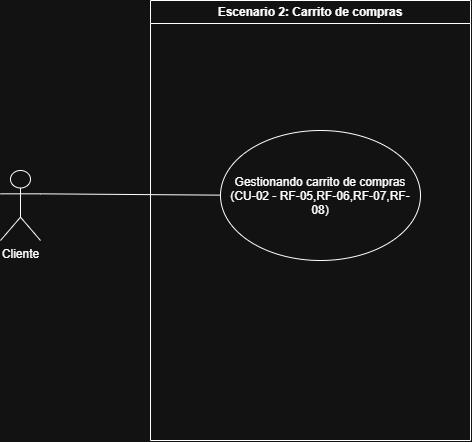 Escenario 2: Carrito de compras
Gestionando carrito de compras
(CU-02 - RF-05,RF-06,RF-07,RF-
08)
Cliente